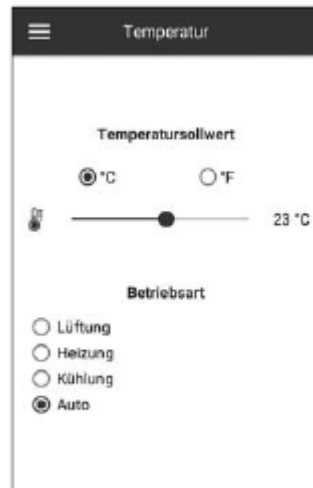 Temperatur
Temperatursollwert
°C °F
23 °C
Betriebsart
Lüftung
Heizung
Kühlung
Auto